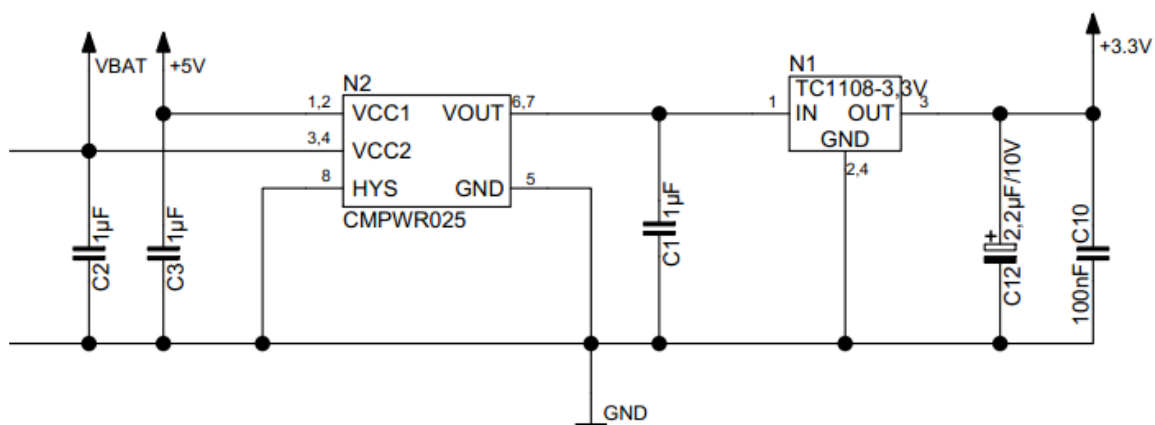 VBAT
+5V
N2
1,2
VCC1
VOUT
6,7
3,4
VCC2
8
HYS
GND
5
CMPWR025
N1
TC1108-3,3V
1
IN
OUT
3
GND
2,4
+3.3V
C2
1µF
C3
1µF
C1
1µF
+
C12
2,2µF/10V
100nF
C10
GND